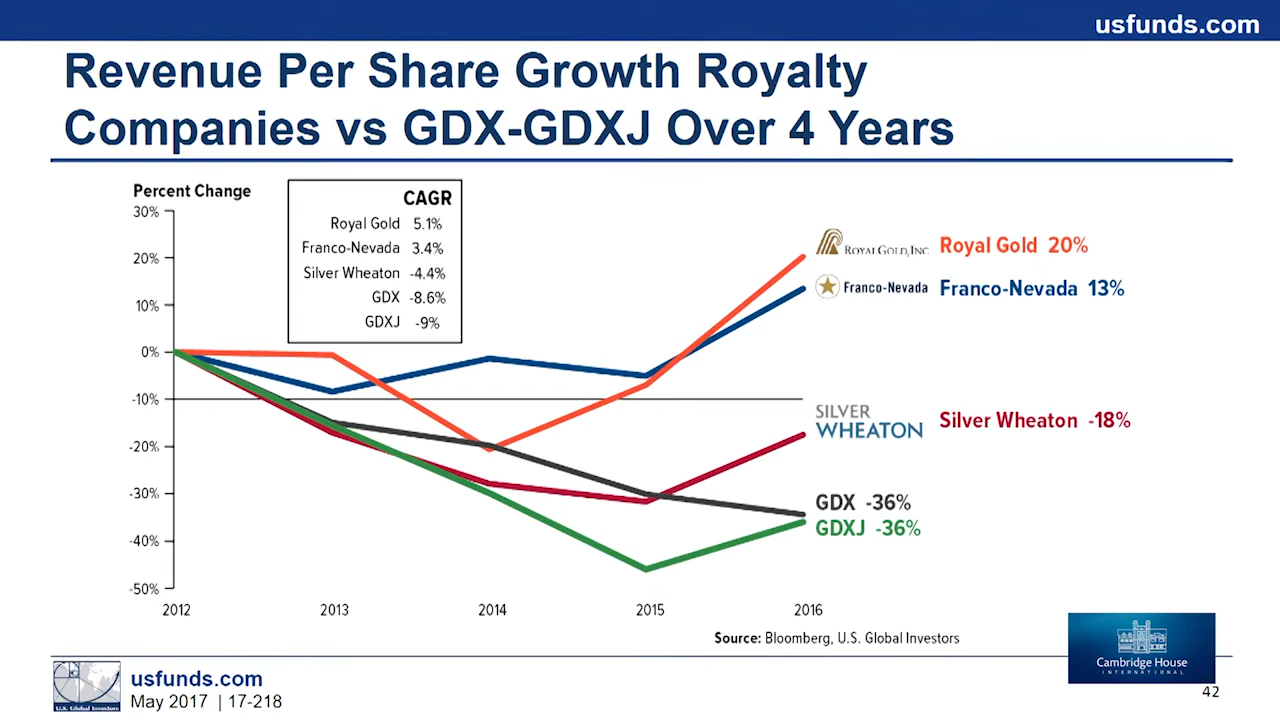 usfunds.com
Revenue Per Share Growth Royalty
Companies vs GDX-GDXJ Over 4 Years
Percent Change
CAGR
Royal Gold 5.1%
Franco-Nevada 3.4%
Silver Wheaton -4.4%
GDX -8.6%
GDXJ -9%
30%
20%
10%
0%
-10%
-20%
-30%
-40%
-50%
2012 2013 2014 2015 2016
ROYAL GOLD, INC Royal Gold 20%
Franco-Nevada Franco-Nevada 13%
SILVER
WHEATON Silver Wheaton -18%
GDX -36%
GDXJ -36%
Source: Bloomberg, U.S. Global Investors
Cambridge House
INTERNATIONAL
U.S. Global Investors
usfunds.com
May 2017 | 17-218
42